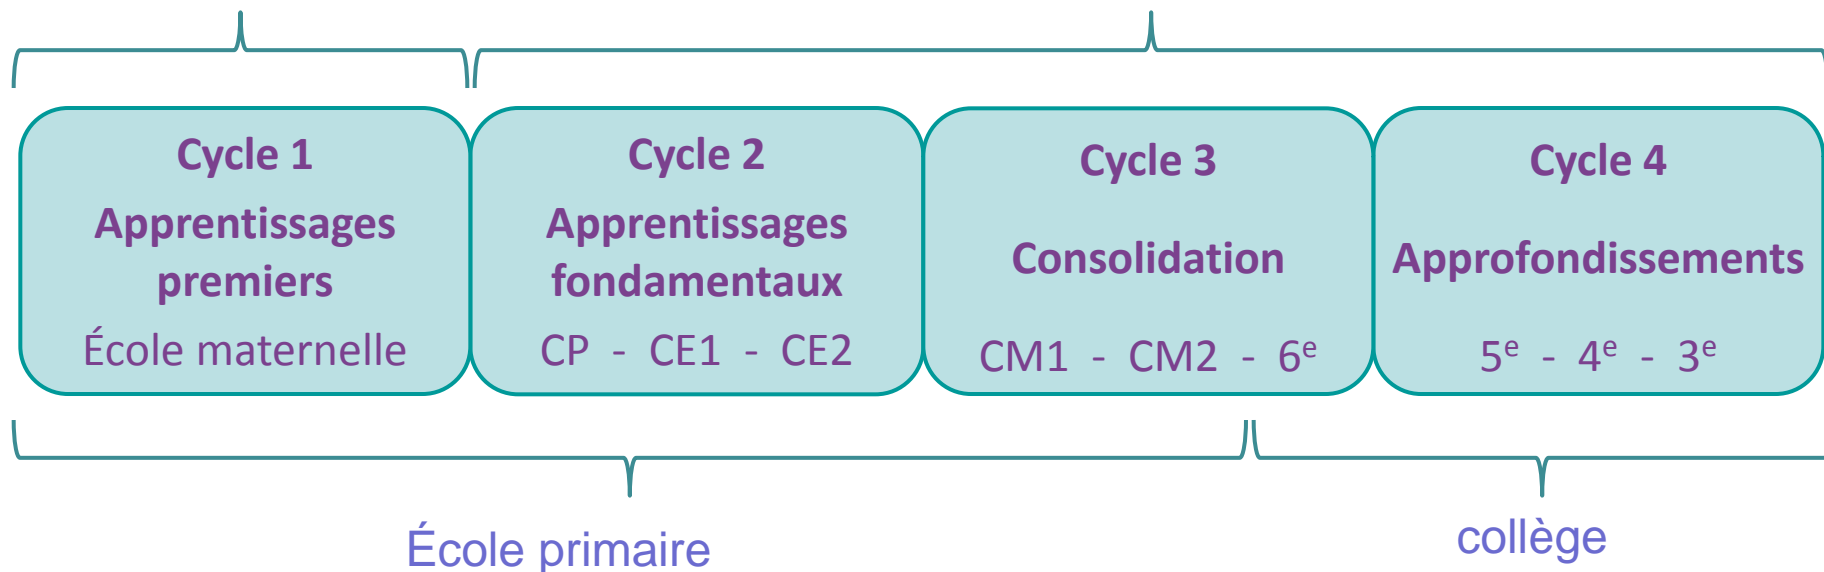 Cycle 1
Apprentissages
premiers
École maternelle
Cycle 2
Apprentissages
fondamentaux
CP - CE1 - CE2
Cycle 3
Consolidation
CM1 - CM2 - 6e
Cycle 4
Approfondissements
5e - 4e - 3e
École primaire
collège